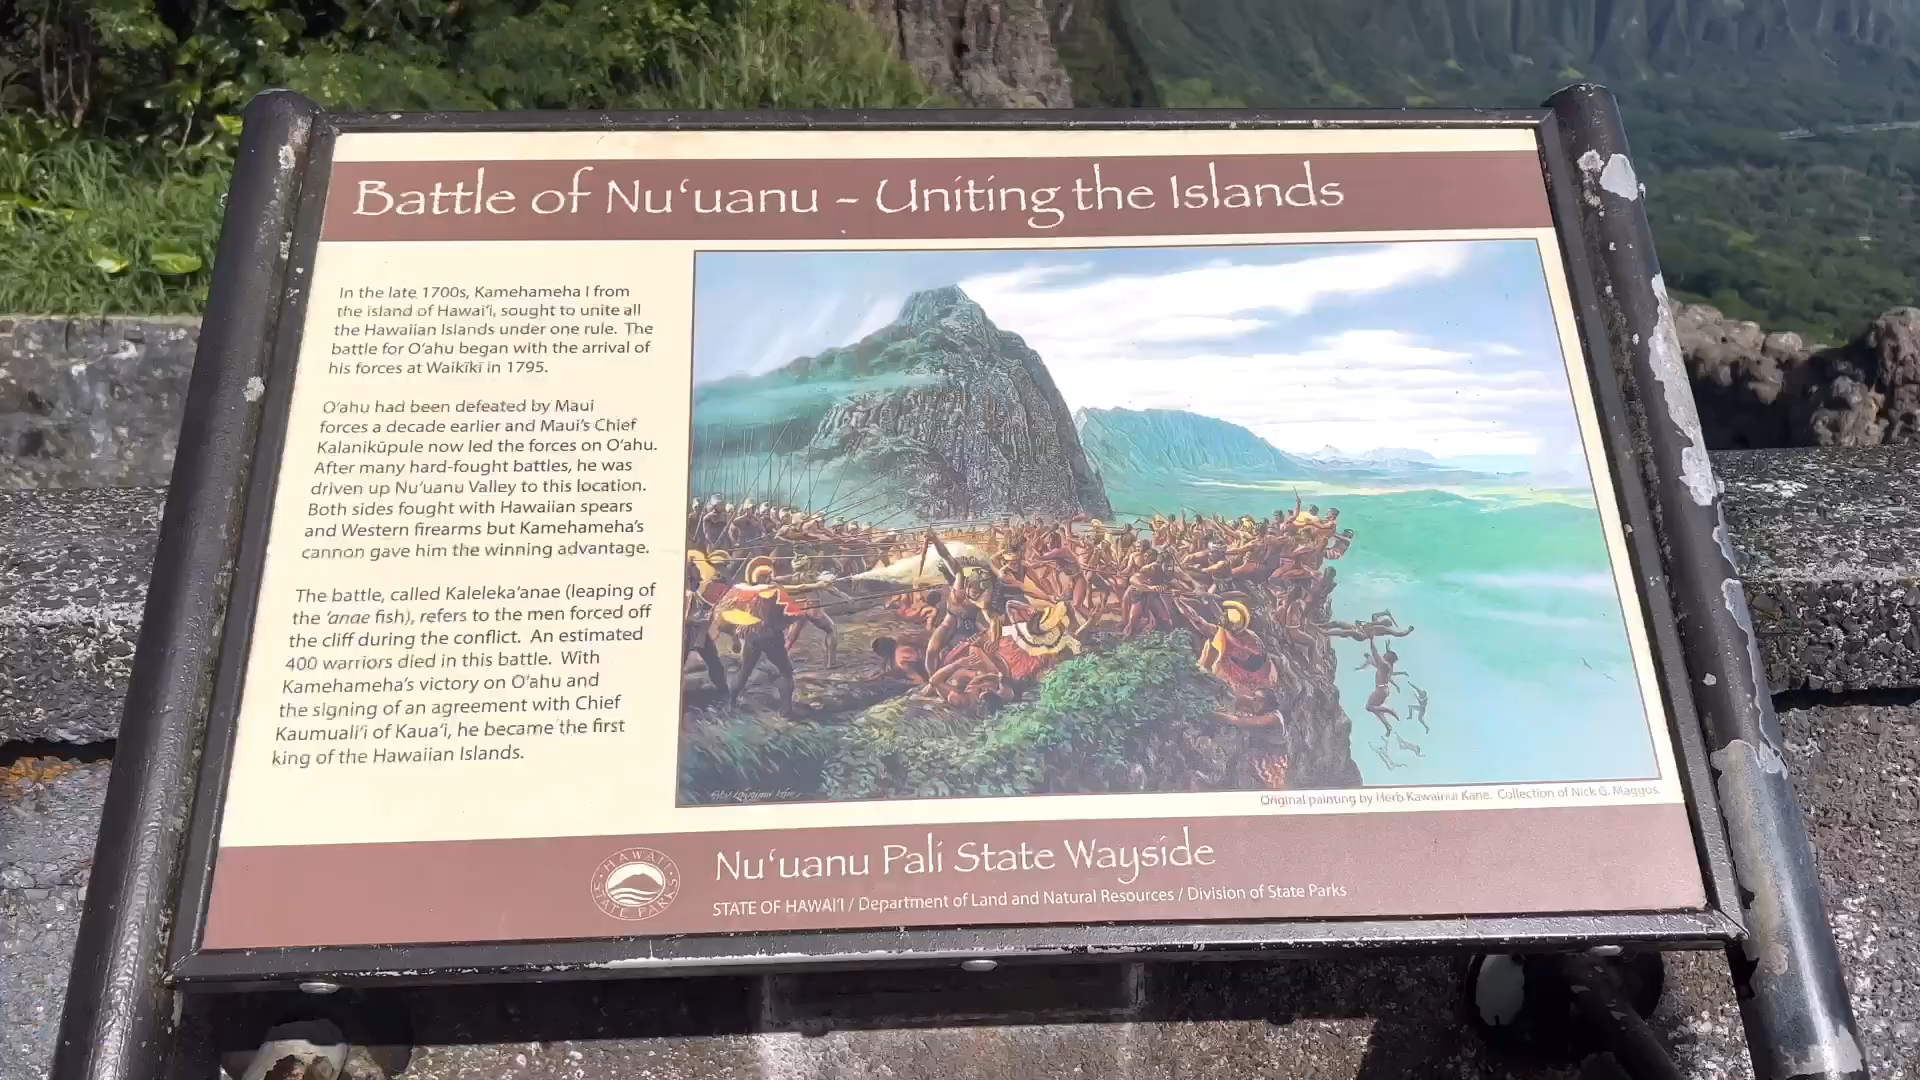 Battle of Nu‘uanu – Uniting the Islands
In the late 1700s, Kamehameha I from
the island of Hawai‘i, sought to unite all
the Hawaiian Islands under one rule. The
battle for O‘ahu began with the arrival of
his forces at Waikīkī in 1795.
O‘ahu had been defeated by Maui
forces a decade earlier and Maui’s Chief
Kalanikūpule now led the forces on O‘ahu.
After many hard-fought battles, he was
driven up Nu‘uanu Valley to this location.
Both sides fought with Hawaiian spears
and Western firearms but Kamehameha’s
cannon gave him the winning advantage.
The battle, called Kaleleka‘anae (leaping of
the ‘anae fish), refers to the men forced off
the cliff during the conflict. An estimated
400 warriors died in this battle. With
Kamehameha’s victory on O‘ahu and
the signing of an agreement with Chief
Kaumuali‘i of Kaua‘i, he became the first
king of the Hawaiian Islands.
Original painting by Herb Kawainui Kane. Collection of Nick G. Maggos.
HAWAII
STATE PARKS
Nu‘uanu Pali State Wayside
STATE OF HAWAI‘I / Department of Land and Natural Resources / Division of State Parks